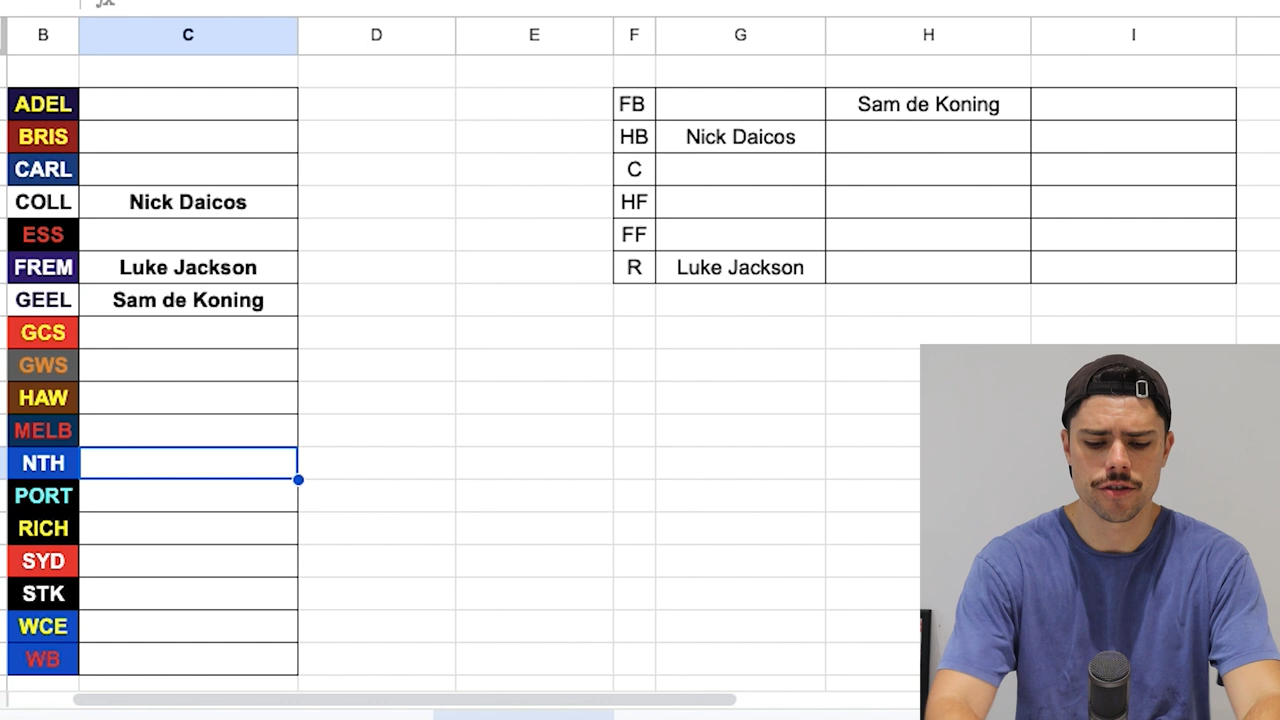 B C D E F G H I
ADEL
BRIS
CARL
COLL Nick Daicos
ESS
FREM Luke Jackson
GEEL Sam de Koning
GCS
GWS
HAW
MELB
NTH
PORT
RICH
SYD
STK
WCE
WB
FB Sam de Koning
HB Nick Daicos
C
HF
FF
R Luke Jackson